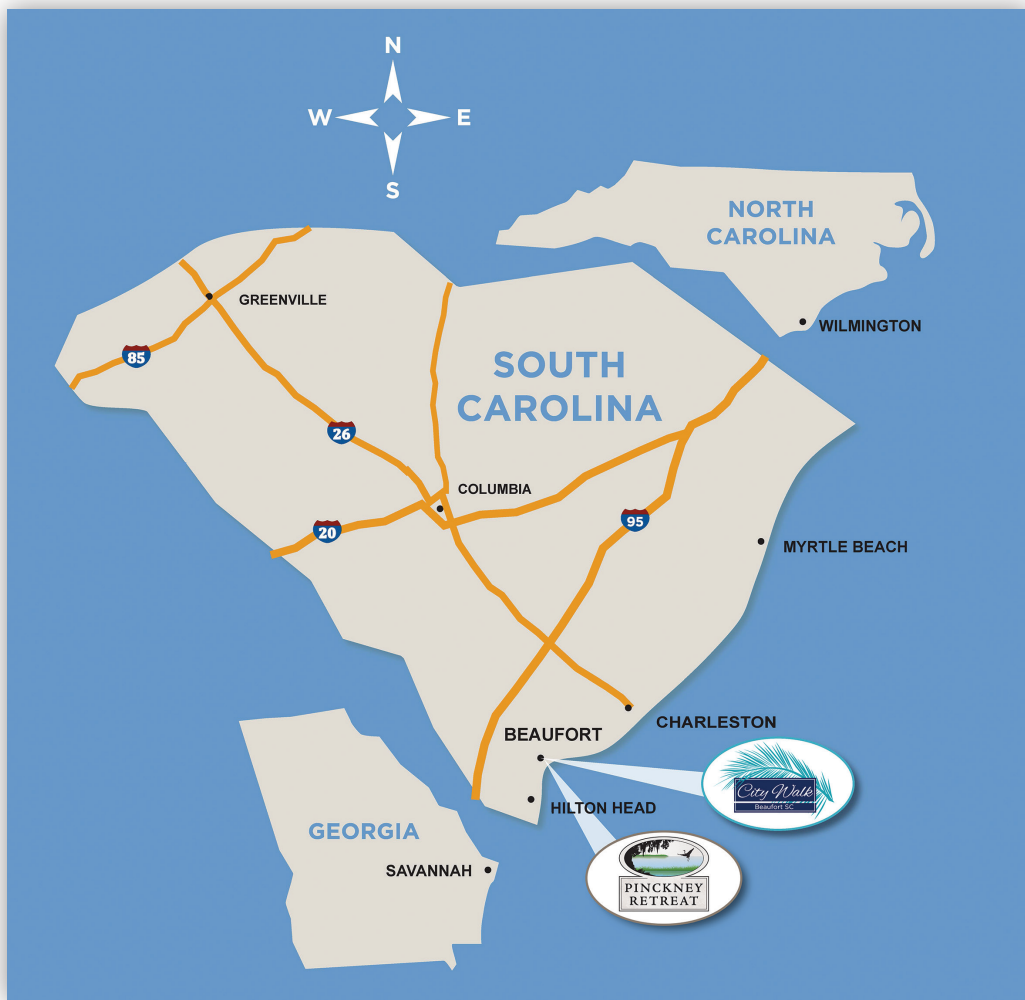 N
W
E
S
NORTH
CAROLINA
WILMINGTON
GREENVILLE
85
SOUTH
CAROLINA
26
COLUMBIA
20
95
MYRTLE BEACH
BEAUFORT
CHARLESTON
City Walk
Beaufort SC
HILTON HEAD
GEORGIA
SAVANNAH
PINCKNEY
RETREAT